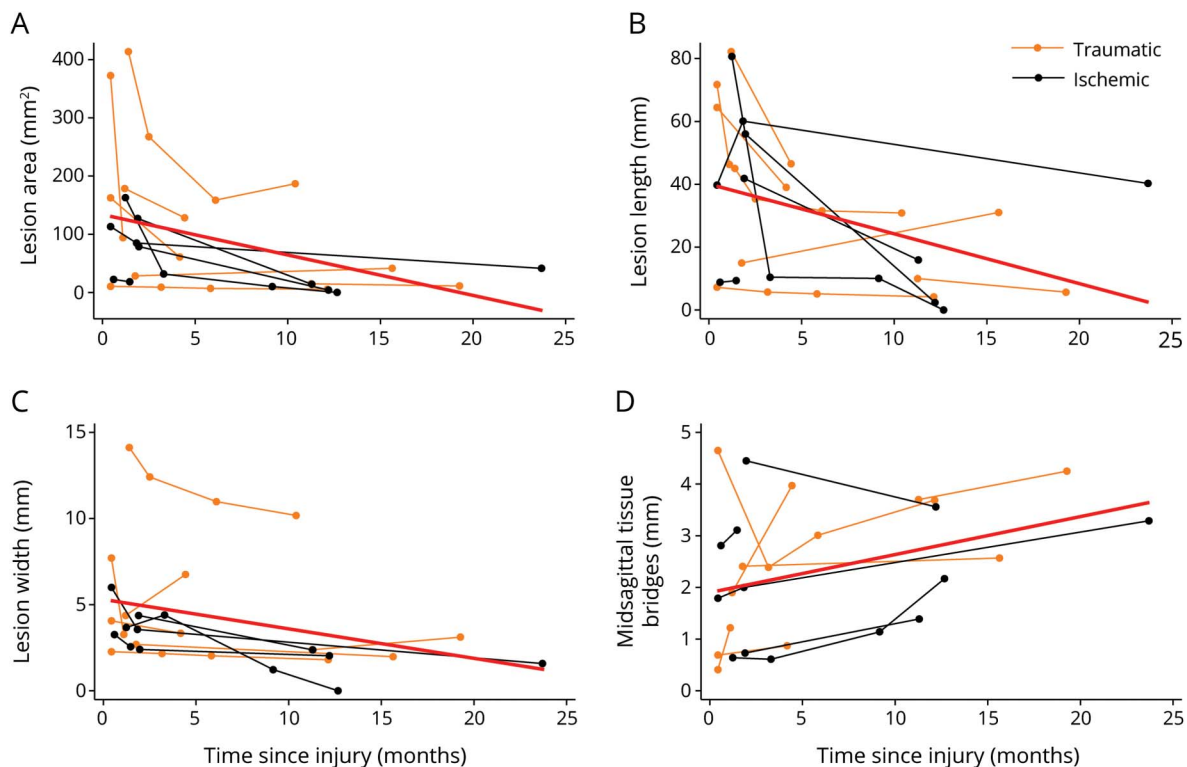 A
Lesion area (mm²)
400
300
200
100
0
0 5 10 15 20 25
B
Lesion length (mm)
80
60
40
20
0
0 5 10 15 20 25
Traumatic
Ischemic
C
Lesion width (mm)
15
10
5
0
0 5 10 15 20 25
Time since injury (months)
D
Midsagittal tissue
bridges (mm)
5
4
3
2
1
0
0 5 10 15 20 25
Time since injury (months)